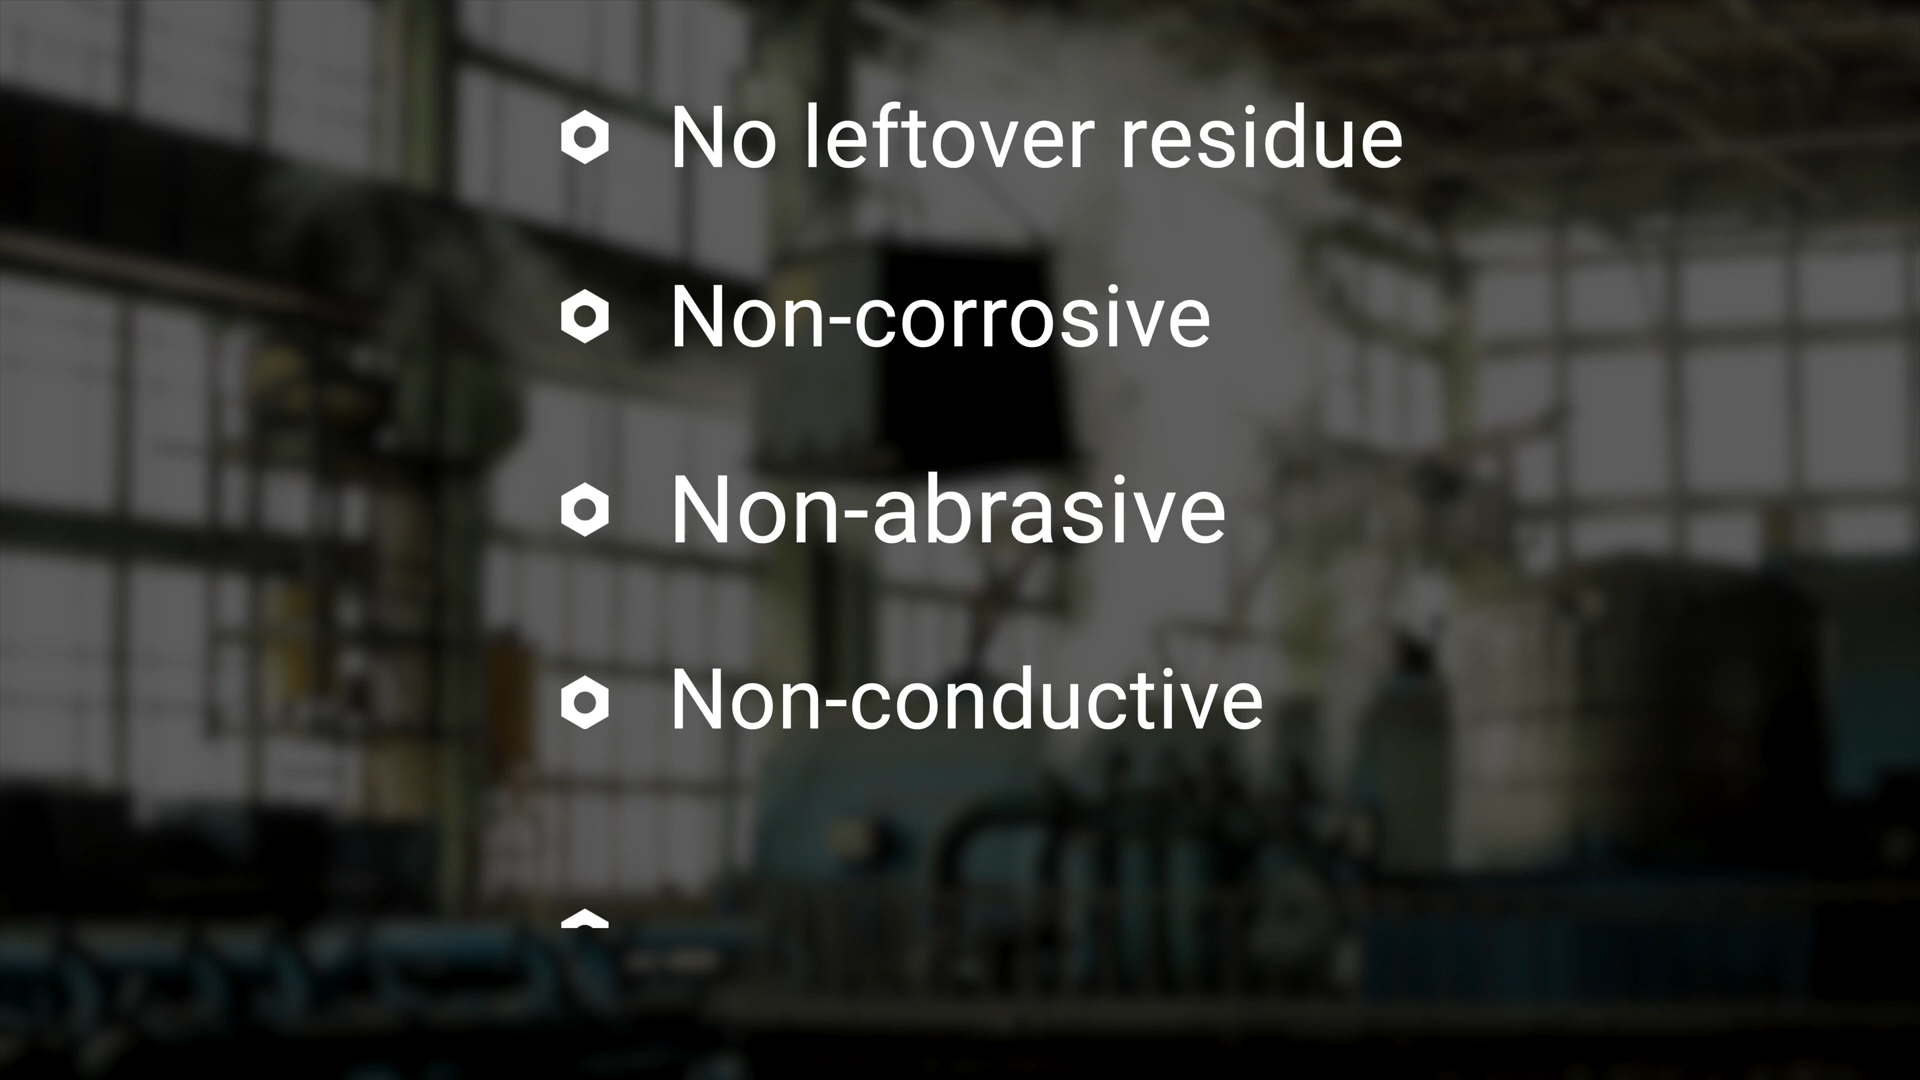 No leftover residue
Non-corrosive
Non-abrasive
Non-conductive